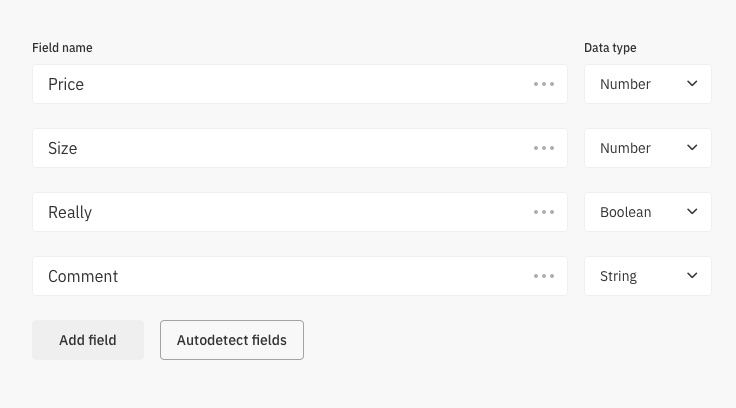 Field name Data type
Price Number
Size Number
Really Boolean
Comment String
Add field Autodetect fields